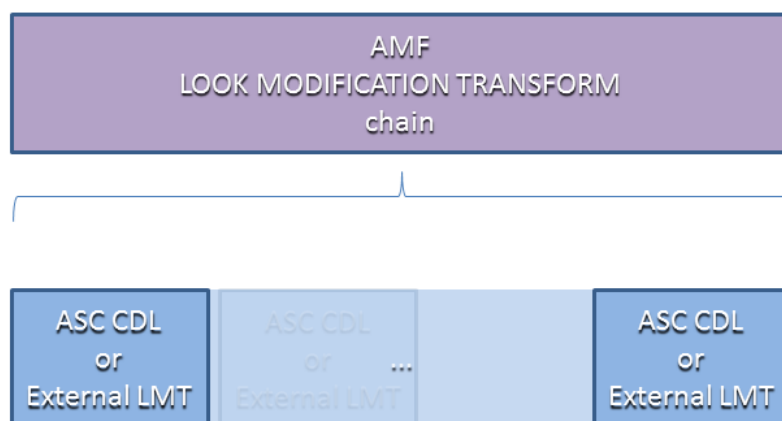 AMF
LOOK MODIFICATION TRANSFORM
chain
ASC CDL
or
External LMT
ASC CDL
or ...
External LMT
ASC CDL
or
External LMT